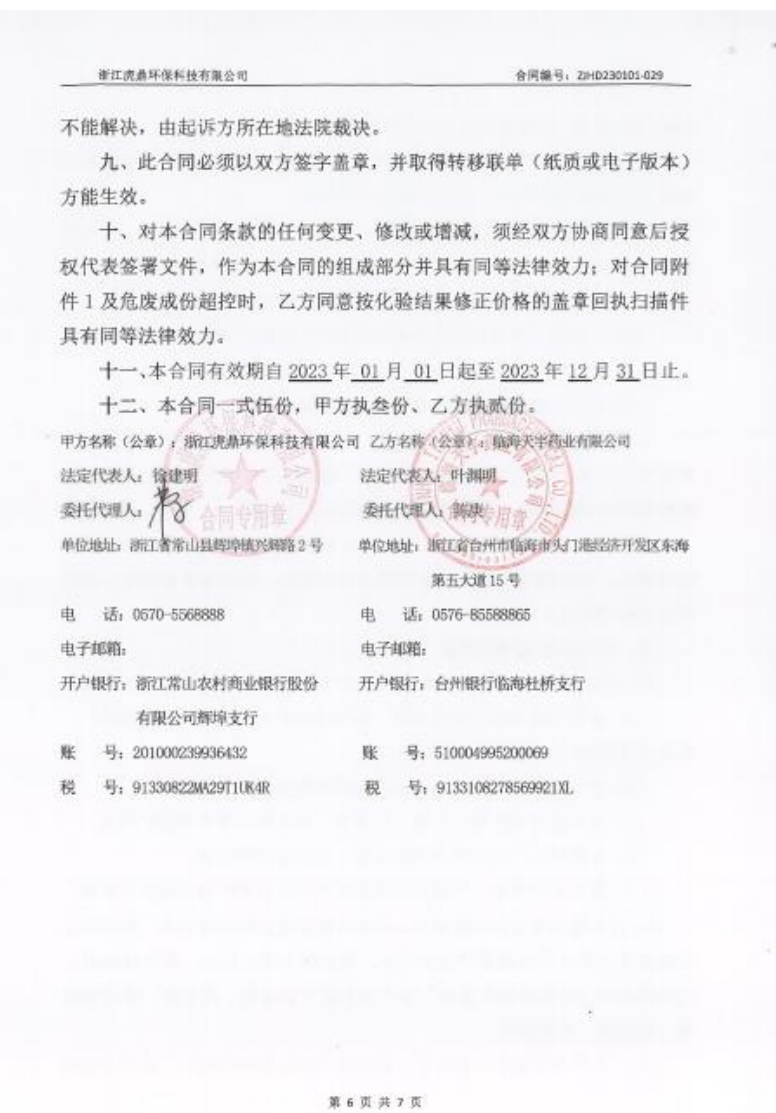 浙江虎鼎环保科技有限公司 合同编号：ZJHD230101-029
不能解决，由起诉方所在地法院裁决。
九、此合同必须以双方签字盖章，并取得转移联单（纸质或电子版本）
方能生效。
十、对本合同条款的任何变更、修改或增减，须经双方协商同意后授
权代表签署文件，作为本合同的组成部分并具有同等法律效力；对合同附
件1及危废成份超控时，乙方同意按化验结果修正价格的盖章回执扫描件
具有同等法律效力。
十一、本合同有效期自 2023 年 01 月 01 日起至 2023 年 12 月 31 日止。
十二、本合同一式伍份，甲方执叁份、乙方执贰份。
甲方名称（公章）：浙江虎鼎环保科技有限公司 乙方名称（公章）：临海天宇药业有限公司
法定代表人：徐建明 法定代表人：叶渊明
委托代理人： 委托代理人：
合同专用章 合同专用章
单位地址：浙江省常山县辉埠镇兴辉路2号 单位地址：浙江省台州市临海市头门港经济开发区东海
第五大道15号
电 话：0570-5568888 电 话：0576-85588865
电子邮箱： 电子邮箱：
开户银行：浙江常山农村商业银行股份 开户银行：台州银行临海杜桥支行
有限公司辉埠支行
账 号：201000239936432 账 号：510004995200069
税 号：91330822MA29T1UK4R 税 号：9133108278569921XL
第 6 页 共 7 页